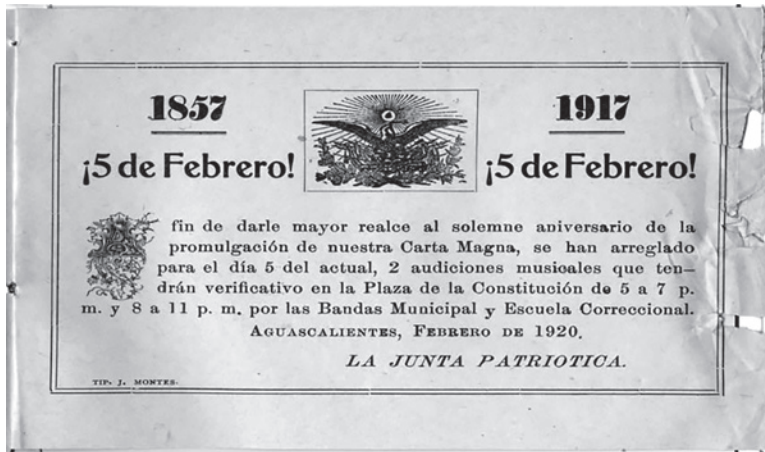 1857 1917
¡5 de Febrero! ¡5 de Febrero!
A fin de darle mayor realce al solemne aniversario de la
promulgación de nuestra Carta Magna, se han arreglado
para el día 5 del actual, 2 audiciones musicales que ten–
drán verificativo en la Plaza de la Constitución de 5 a 7 p.
m. y 8 a 11 p. m. por las Bandas Municipal y Escuela Correccional.
AGUASCALIENTES, FEBRERO DE 1920.
LA JUNTA PATRIOTICA.
TIP. J. MONTES.